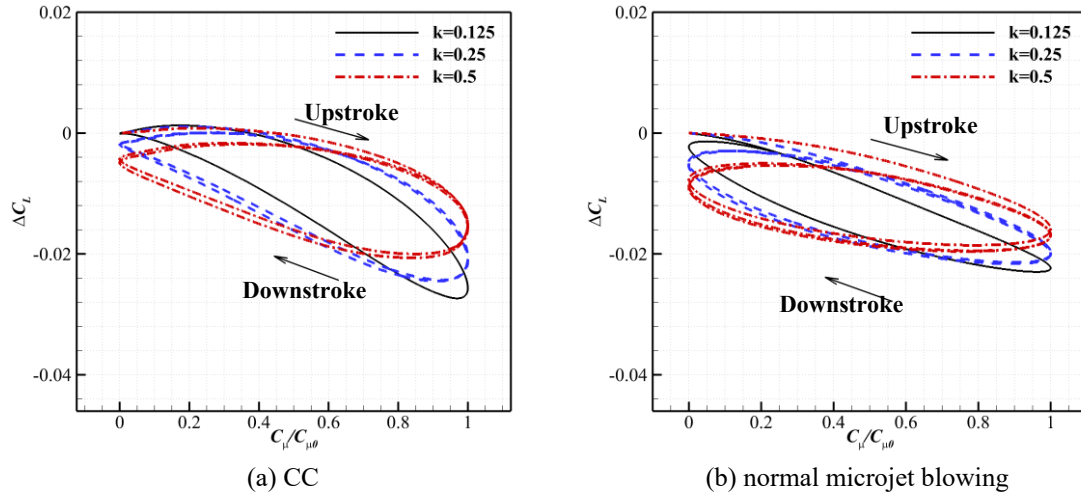 0.02
k=0.125
k=0.25
k=0.5
Upstroke
0
ΔC_L
-0.02
Downstroke
-0.04
0 0.2 0.4 0.6 0.8 1
C_μ/C_μ0
(a) CC
0.02
k=0.125
k=0.25
k=0.5
Upstroke
0
ΔC_L
-0.02
Downstroke
-0.04
0 0.2 0.4 0.6 0.8 1
C_μ/C_μ0
(b) normal microjet blowing